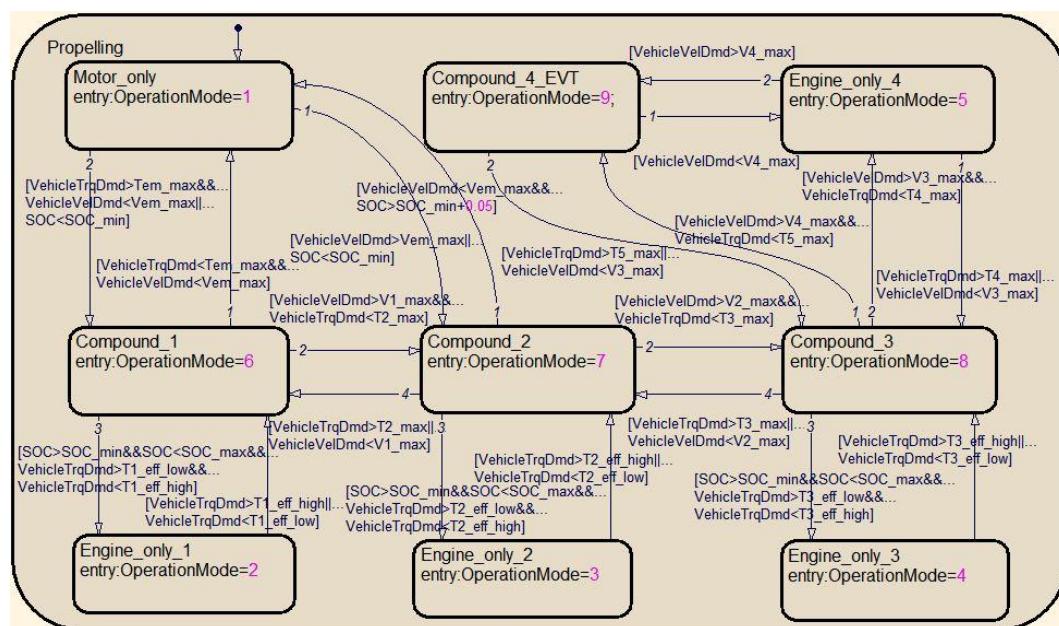 Propelling
Motor_only
entry:OperationMode=1
Compound_4_EVT
entry:OperationMode=9;
[VehicleVelDmd>V4_max]
Engine_only_4
entry:OperationMode=5
2
1
1
2
2
1
[VehicleVelDmd<V4_max]
[VehicleTrqDmd>Tem_max&&...
VehicleVelDmd<Vem_max||...
SOC<SOC_min]
[VehicleVelDmd<Vem_max&&...
SOC>SOC_min+0.05]
[VehicleVelDmd>V3_max&&...
VehicleTrqDmd<T4_max]
[VehicleVelDmd>V4_max&&...
VehicleTrqDmd<T5_max]
[VehicleVelDmd>Vem_max||...
SOC<SOC_min]
[VehicleTrqDmd>T5_max||...
VehicleVelDmd<V3_max]
[VehicleTrqDmd<Tem_max&&...
VehicleVelDmd<Vem_max]
[VehicleTrqDmd>T4_max||...
VehicleVelDmd<V3_max]
[VehicleVelDmd>V1_max&&...
VehicleTrqDmd<T2_max]
[VehicleVelDmd>V2_max&&...
VehicleTrqDmd<T3_max]
1
1
1
2
Compound_1
entry:OperationMode=6
2
Compound_2
entry:OperationMode=7
2
Compound_3
entry:OperationMode=8
4
4
3
3
3
[VehicleTrqDmd>T2_max||...
VehicleVelDmd<V1_max]
[VehicleTrqDmd>T3_max||...
VehicleVelDmd<V2_max]
[SOC>SOC_min&&SOC<SOC_max&&...
VehicleTrqDmd>T1_eff_low&&...
VehicleTrqDmd<T1_eff_high]
[VehicleTrqDmd>T1_eff_high||...
VehicleTrqDmd<T1_eff_low]
[VehicleTrqDmd>T2_eff_high||...
VehicleTrqDmd<T2_eff_low]
[SOC>SOC_min&&SOC<SOC_max&&...
VehicleTrqDmd>T2_eff_low&&...
VehicleTrqDmd<T2_eff_high]
[VehicleTrqDmd>T3_eff_high||...
VehicleTrqDmd<T3_eff_low]
[SOC>SOC_min&&SOC<SOC_max&&...
VehicleTrqDmd>T3_eff_low&&...
VehicleTrqDmd<T3_eff_high]
1
1
1
Engine_only_1
entry:OperationMode=2
Engine_only_2
entry:OperationMode=3
Engine_only_3
entry:OperationMode=4